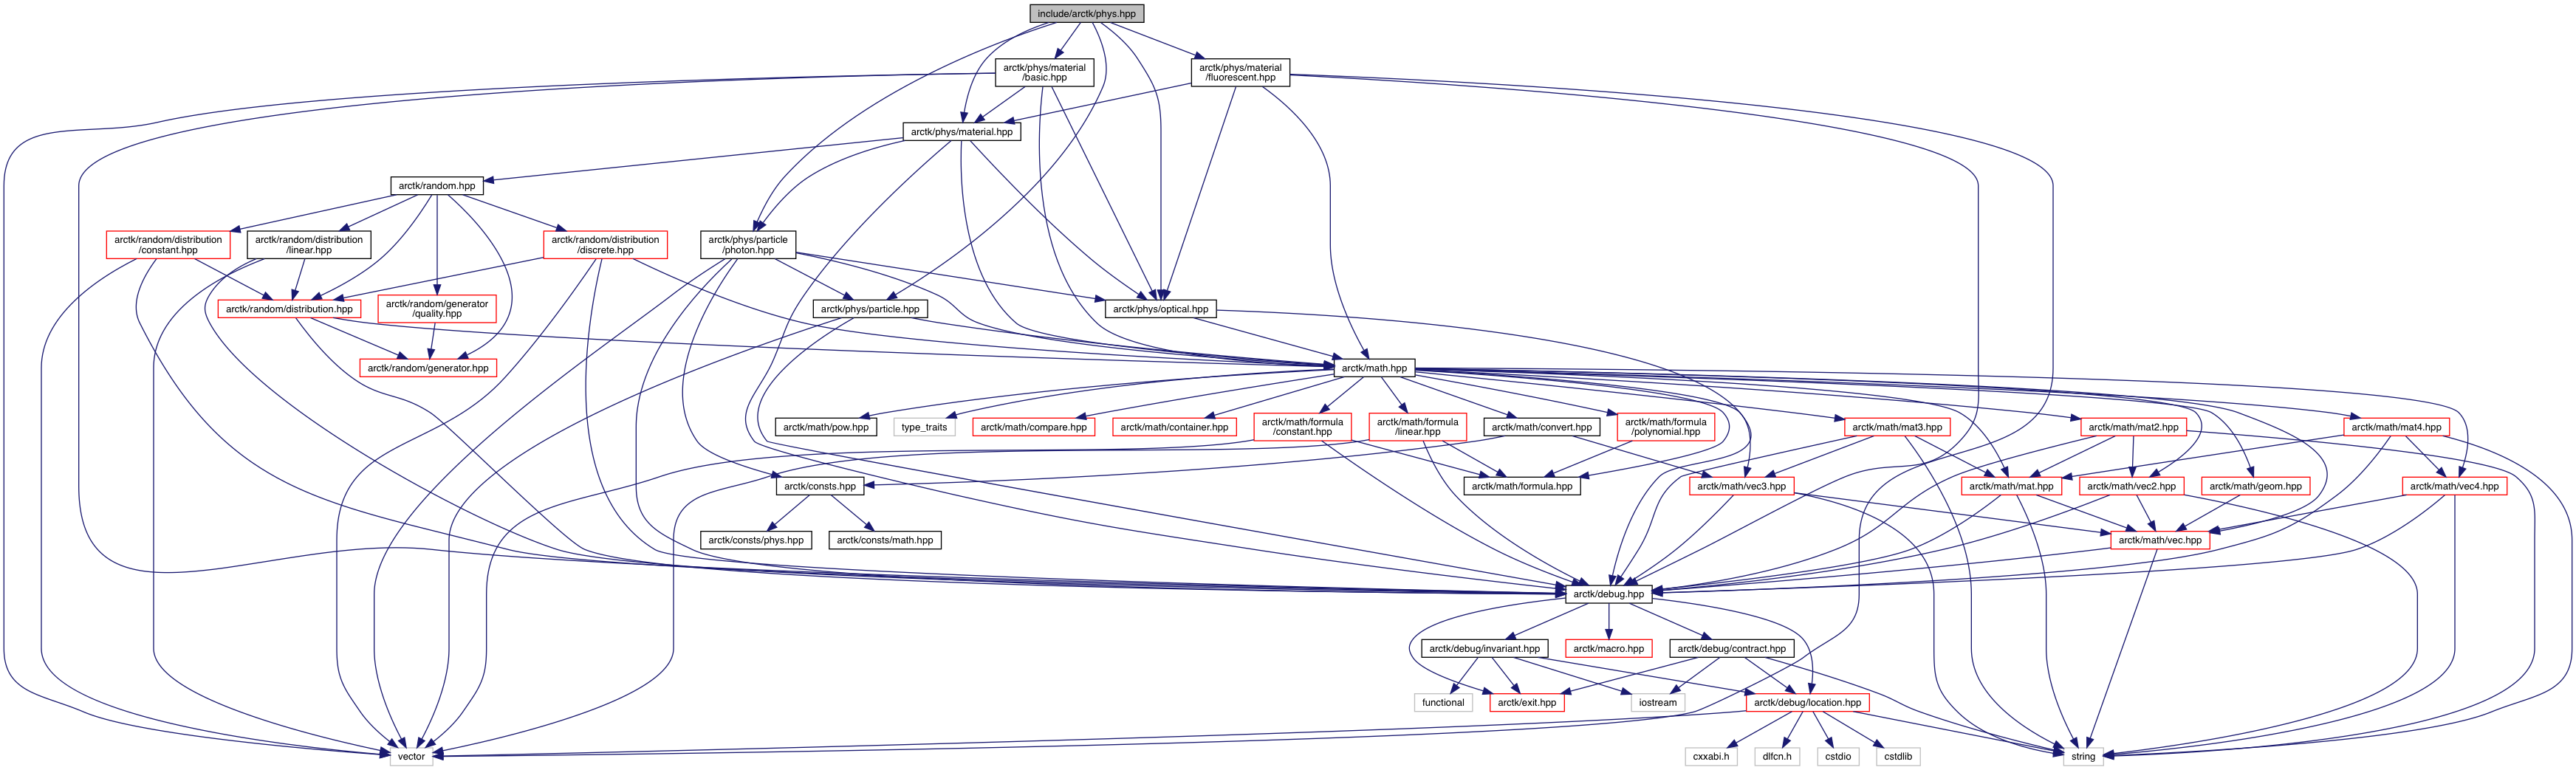 include/arctk/phys.hpp
arctk/phys/material
/basic.hpp
arctk/phys/material
/fluorescent.hpp
arctk/phys/material.hpp
arctk/random.hpp
arctk/random/distribution
/constant.hpp
arctk/random/distribution
/linear.hpp
arctk/random/distribution
/discrete.hpp
arctk/phys/particle
/photon.hpp
arctk/random/distribution.hpp
arctk/random/generator
/quality.hpp
arctk/phys/particle.hpp
arctk/phys/optical.hpp
arctk/random/generator.hpp
arctk/math.hpp
arctk/math/pow.hpp
type_traits
arctk/math/compare.hpp
arctk/math/container.hpp
arctk/math/formula
/constant.hpp
arctk/math/formula
/linear.hpp
arctk/math/convert.hpp
arctk/math/formula
/polynomial.hpp
arctk/math/mat3.hpp
arctk/math/mat2.hpp
arctk/math/mat4.hpp
arctk/consts.hpp
arctk/math/formula.hpp
arctk/math/vec3.hpp
arctk/math/mat.hpp
arctk/math/vec2.hpp
arctk/math/geom.hpp
arctk/math/vec4.hpp
arctk/consts/phys.hpp
arctk/consts/math.hpp
arctk/math/vec.hpp
arctk/debug.hpp
arctk/debug/invariant.hpp
arctk/macro.hpp
arctk/debug/contract.hpp
functional
arctk/exit.hpp
iostream
arctk/debug/location.hpp
vector
cxxabi.h
dlfcn.h
cstdio
cstdlib
string